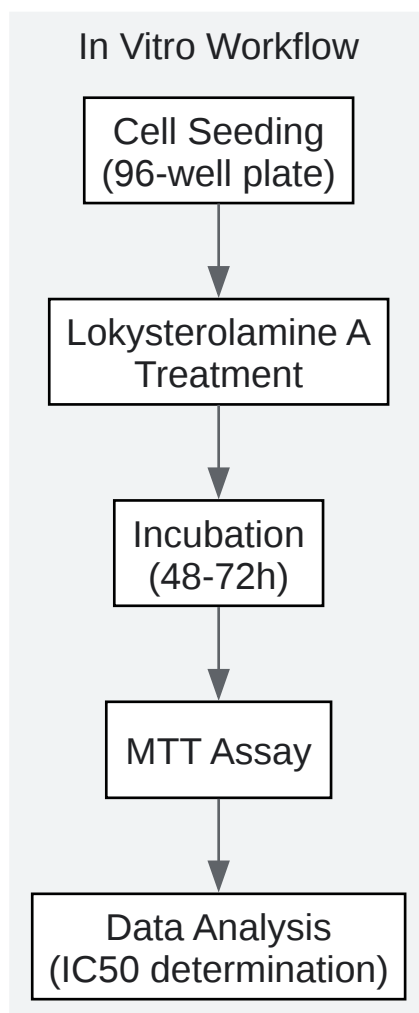 In Vitro Workflow
Cell Seeding
(96-well plate)
Lokysterolamine A
Treatment
Incubation
(48-72h)
MTT Assay
Data Analysis
(IC50 determination)